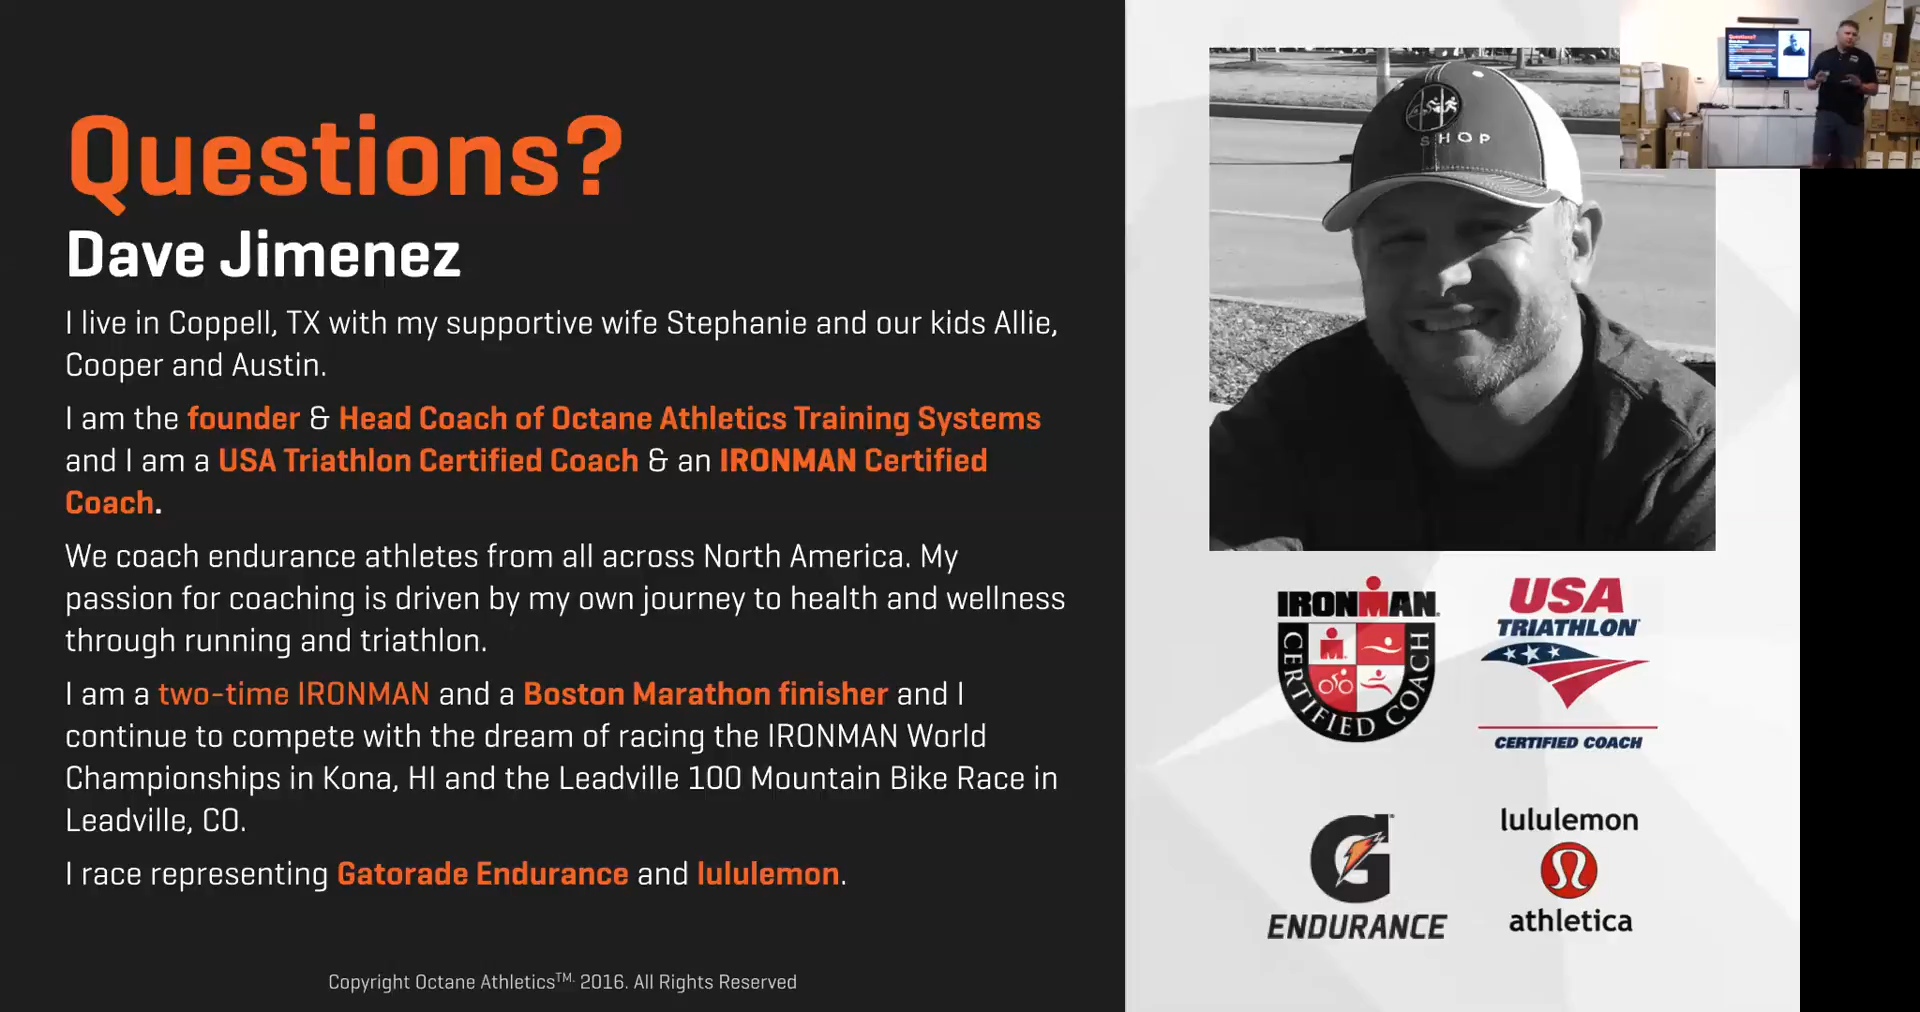 Questions?
Dave Jimenez
I live in Coppell, TX with my supportive wife Stephanie and our kids Allie,
Cooper and Austin.
I am the founder & Head Coach of Octane Athletics Training Systems
and I am a USA Triathlon Certified Coach & an IRONMAN Certified
Coach.
We coach endurance athletes from all across North America. My
passion for coaching is driven by my own journey to health and wellness
through running and triathlon.
I am a two-time IRONMAN and a Boston Marathon finisher and I
continue to compete with the dream of racing the IRONMAN World
Championships in Kona, HI and the Leadville 100 Mountain Bike Race in
Leadville, CO.
I race representing Gatorade Endurance and lululemon.
Copyright Octane Athletics™. 2016. All Rights Reserved
SHOP
IRONMAN
CERTIFIED COACH
USA
TRIATHLON
CERTIFIED COACH
G
ENDURANCE
lululemon
athletica
Questions?